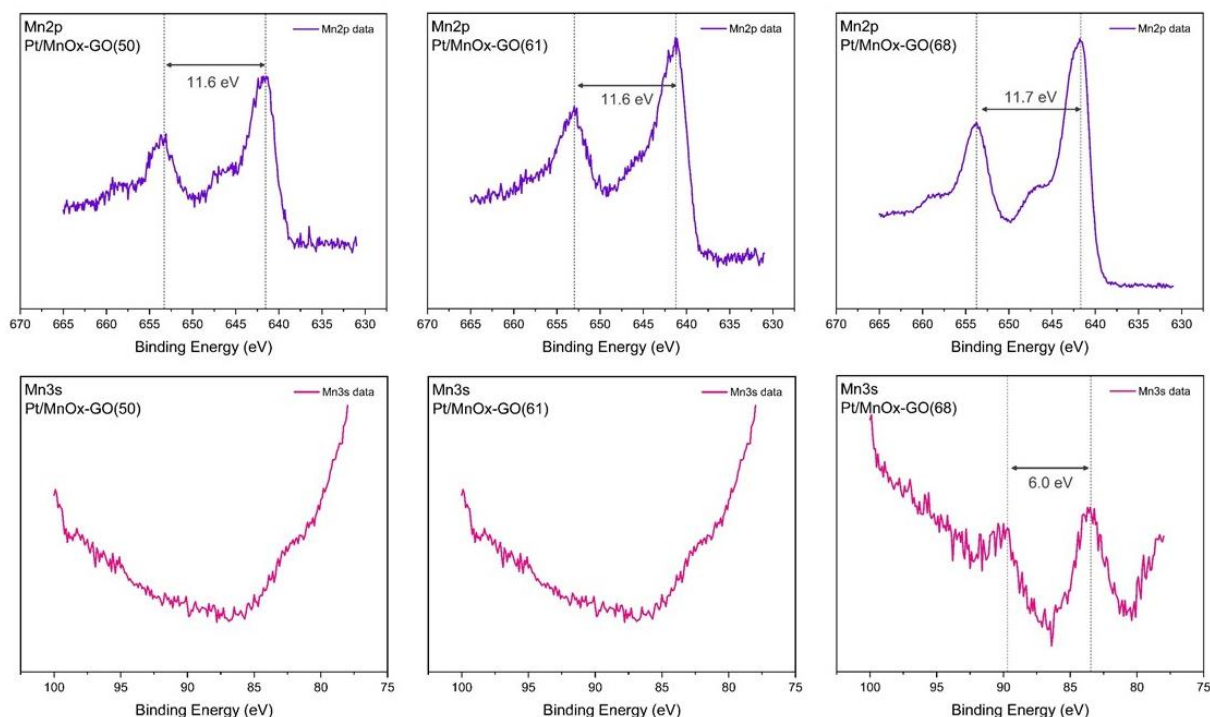 Mn2p
Pt/MnOx-GO(50)
Mn2p data
11.6 eV
670 665 660 655 650 645 640 635 630
Binding Energy (eV)
Mn2p
Pt/MnOx-GO(61)
Mn2p data
11.6 eV
670 665 660 655 650 645 640 635 630
Binding Energy (eV)
Mn2p
Pt/MnOx-GO(68)
Mn2p data
11.7 eV
670 665 660 655 650 645 640 635 630
Binding Energy (eV)
Mn3s
Pt/MnOx-GO(50)
Mn3s data
100 95 90 85 80 75
Binding Energy (eV)
Mn3s
Pt/MnOx-GO(61)
Mn3s data
100 95 90 85 80 75
Binding Energy (eV)
Mn3s
Pt/MnOx-GO(68)
Mn3s data
6.0 eV
100 95 90 85 80 75
Binding Energy (eV)